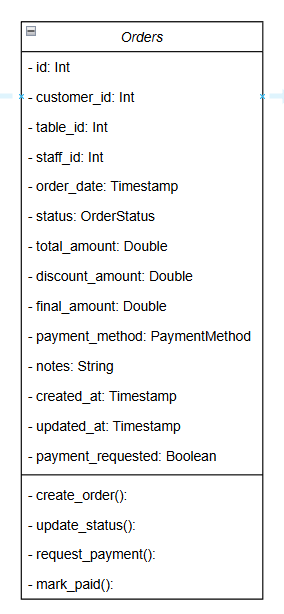 Orders
- id: Int
- customer_id: Int
- table_id: Int
- staff_id: Int
- order_date: Timestamp
- status: OrderStatus
- total_amount: Double
- discount_amount: Double
- final_amount: Double
- payment_method: PaymentMethod
- notes: String
- created_at: Timestamp
- updated_at: Timestamp
- payment_requested: Boolean
- create_order():
- update_status():
- request_payment():
- mark_paid():